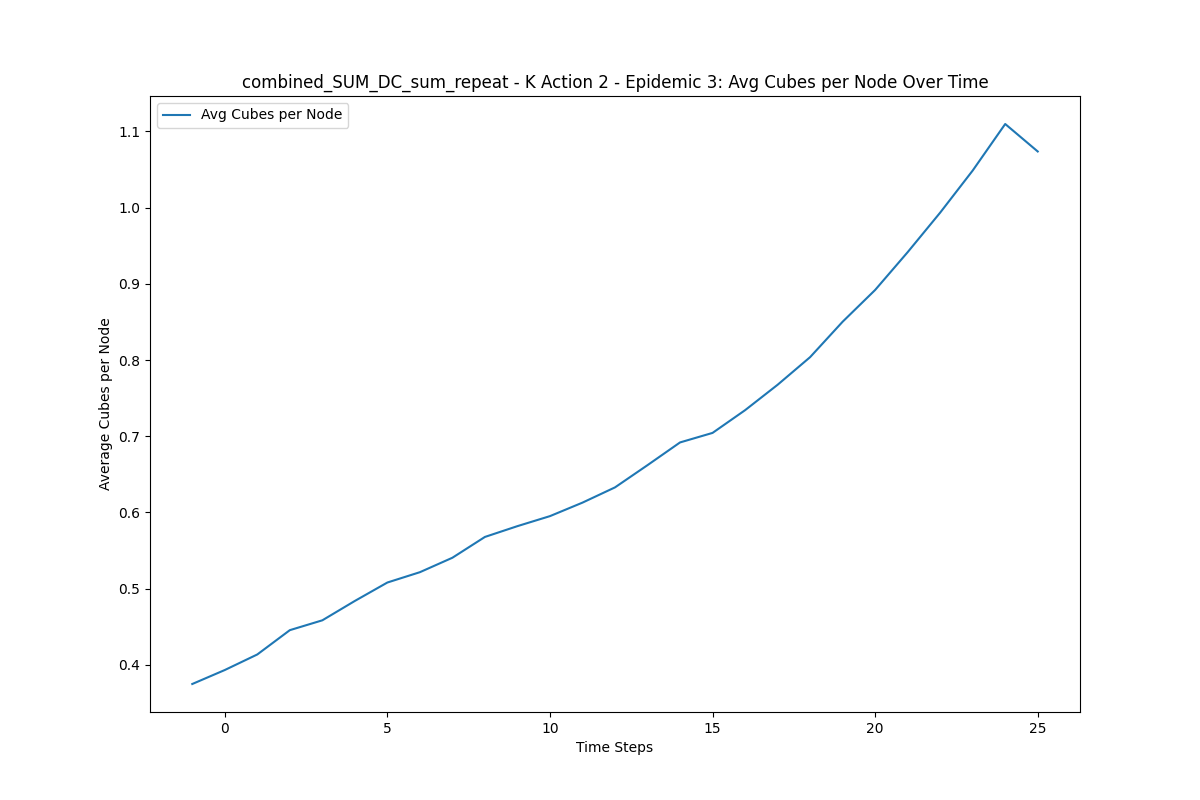 combined_SUM_DC_sum_repeat - K Action 2 - Epidemic 3: Avg Cubes per Node Over Time
Avg Cubes per Node
1.1
1.0
0.9
0.8
0.7
0.6
0.5
0.4
Average Cubes per Node
0 5 10 15 20 25
Time Steps